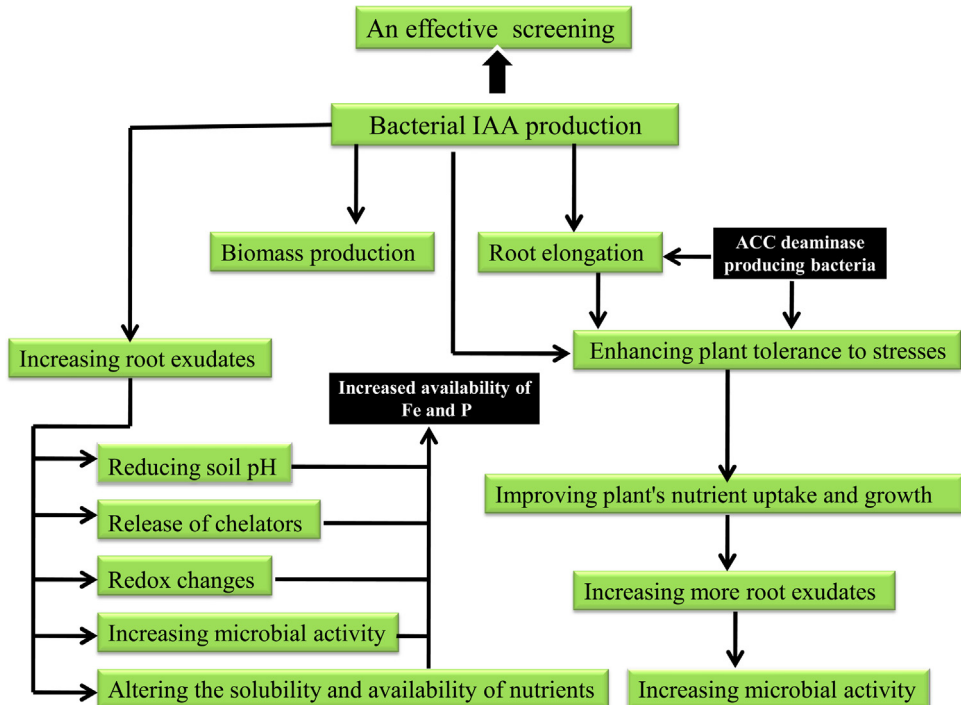 An effective screening
Bacterial IAA production
Biomass production
Root elongation
ACC deaminase
producing bacteria
Increasing root exudates
Enhancing plant tolerance to stresses
Increased availability of
Fe and P
Reducing soil pH
Improving plant's nutrient uptake and growth
Release of chelators
Redox changes
Increasing more root exudates
Increasing microbial activity
Altering the solubility and availability of nutrients
Increasing microbial activity